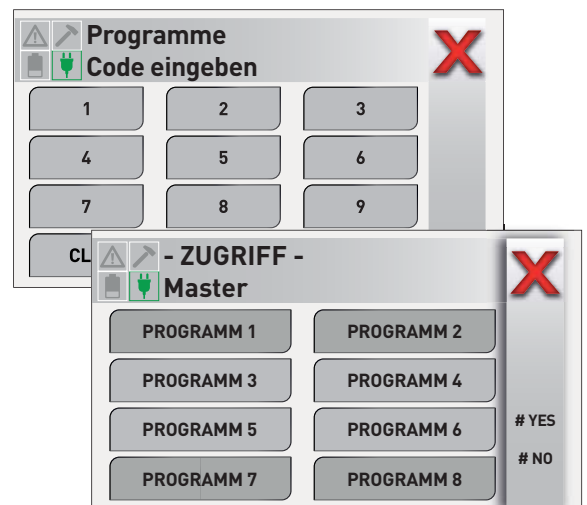 Programme
Code eingeben
1 2 3
4 5 6
7 8 9
CL
- ZUGRIFF -
Master
PROGRAMM 1 PROGRAMM 2
PROGRAMM 3 PROGRAMM 4
PROGRAMM 5 PROGRAMM 6
# YES
# NO
PROGRAMM 7 PROGRAMM 8